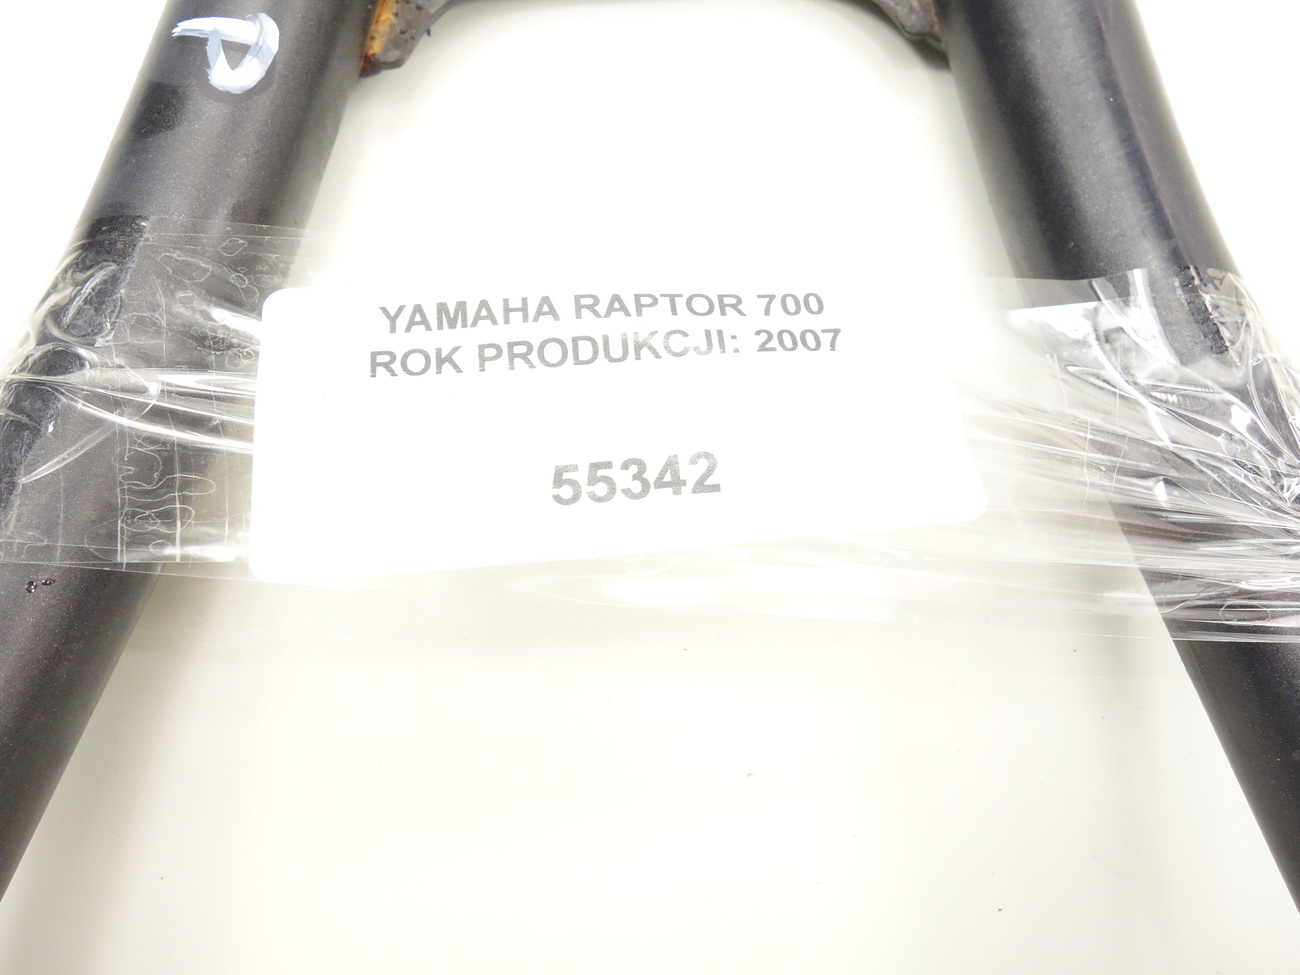 P
YAMAHA RAPTOR 700
ROK PRODUKCJI: 2007
55342